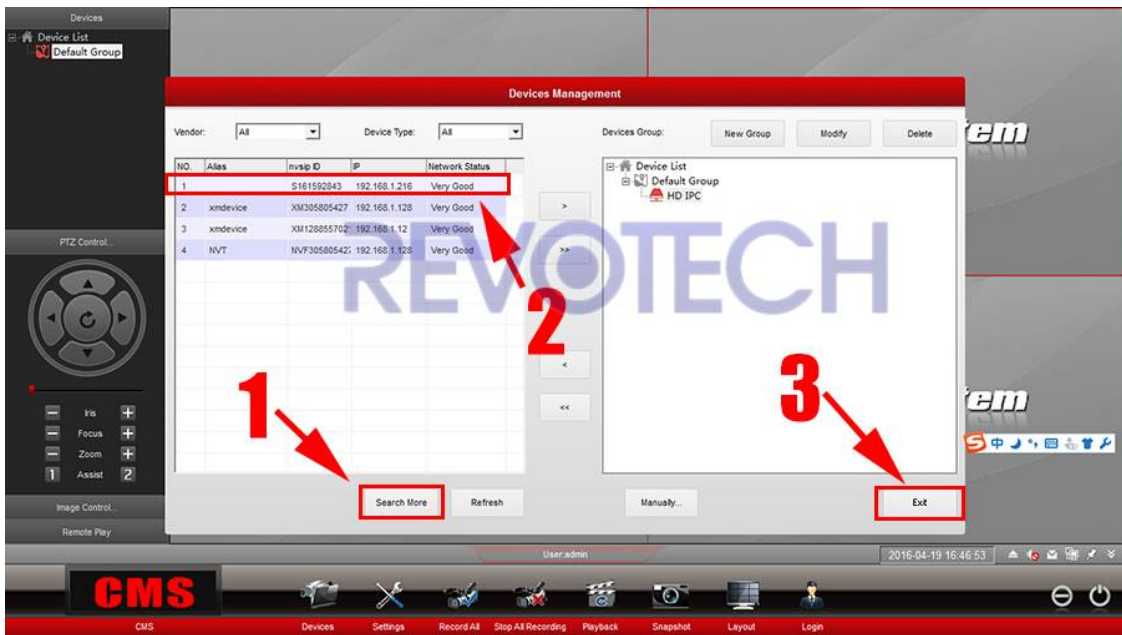 Devices
Device List
Default Group
Devices Management
Vendor: All Device Type: All Devices Group: New Group Modify Delete
NO. Alias nvsip ID IP Network Status
1 S161592843 192.168.1.216 Very Good
2 xmdevice XM305805427 192.168.1.128 Very Good
3 xmdevice XM128855702 192.168.1.12 Very Good
4 NVT NVF30580542 192.168.1.128 Very Good
Device List
Default Group
HD IPC
>
>>
<
<<
REVOTECH
1
2
3
Search More Refresh Manually... Exit
tem
tem
PTZ Control...
Iris
Focus
Zoom
1 Assist 2
Image Control...
Remote Play
中
User:admin
2016-04-19 16:46:53
CMS
CMS Devices Settings Record All Stop All Recording Playback Snapshot Layout Login